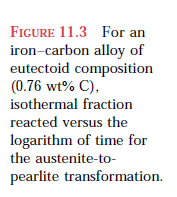 FIGURE 11.3 For an
iron–carbon alloy of
eutectoid composition
(0.76 wt% C),
isothermal fraction
reacted versus the
logarithm of time for
the austenite-to-
pearlite transformation.